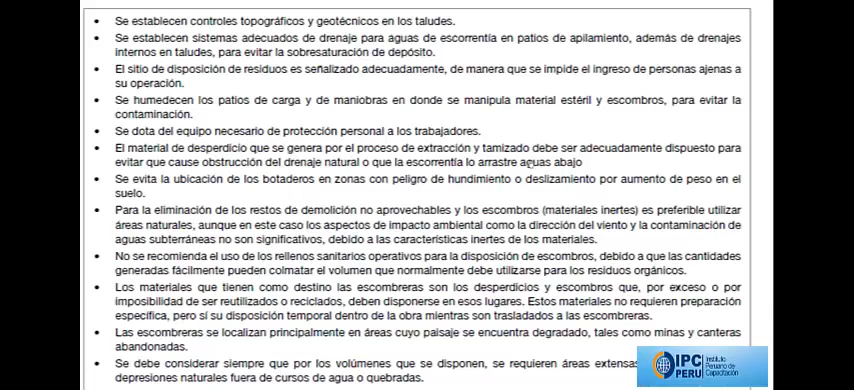 • Se establecen controles topográficos y geotécnicos en los taludes.
• Se establecen sistemas adecuados de drenaje para aguas de escorrentía en patios de apilamiento, además de drenajes
internos en taludes, para evitar la sobresaturación de depósito.
• El sitio de disposición de residuos es señalizado adecuadamente, de manera que se impide el ingreso de personas ajenas a
su operación.
• Se humedecen los patios de carga y de maniobras en donde se manipula material estéril y escombros, para evitar la
contaminación.
• Se dota del equipo necesario de protección personal a los trabajadores.
• El material de desperdicio que se genera por el proceso de extracción y tamizado debe ser adecuadamente dispuesto para
evitar que cause obstrucción del drenaje natural o que la escorrentía lo arrastre aguas abajo
• Se evita la ubicación de los botaderos en zonas con peligro de hundimiento o deslizamiento por aumento de peso en el
suelo.
• Para la eliminación de los restos de demolición no aprovechables y los escombros (materiales inertes) es preferible utilizar
áreas naturales, aunque en este caso los aspectos de impacto ambiental como la dirección del viento y la contaminación de
aguas subterráneas no son significativos, debido a las características inertes de los materiales.
• No se recomienda el uso de los rellenos sanitarios operativos para la disposición de escombros, debido a que las cantidades
generadas fácilmente pueden colmatar el volumen que normalmente debe utilizarse para los residuos orgánicos.
• Los materiales que tienen como destino las escombreras son los desperdicios y escombros que, por exceso o por
imposibilidad de ser reutilizados o reciclados, deben disponerse en esos lugares. Estos materiales no requieren preparación
específica, pero sí su disposición temporal dentro de la obra mientras son trasladados a las escombreras.
• Las escombreras se localizan principalmente en áreas cuyo paisaje se encuentra degradado, tales como minas y canteras
abandonadas.
• Se debe considerar siempre que por los volúmenes que se disponen, se requieren áreas extensas
depresiones naturales fuera de cursos de agua o quebradas.
IPC
PERU
Instituto
Peruano de
Capacitación